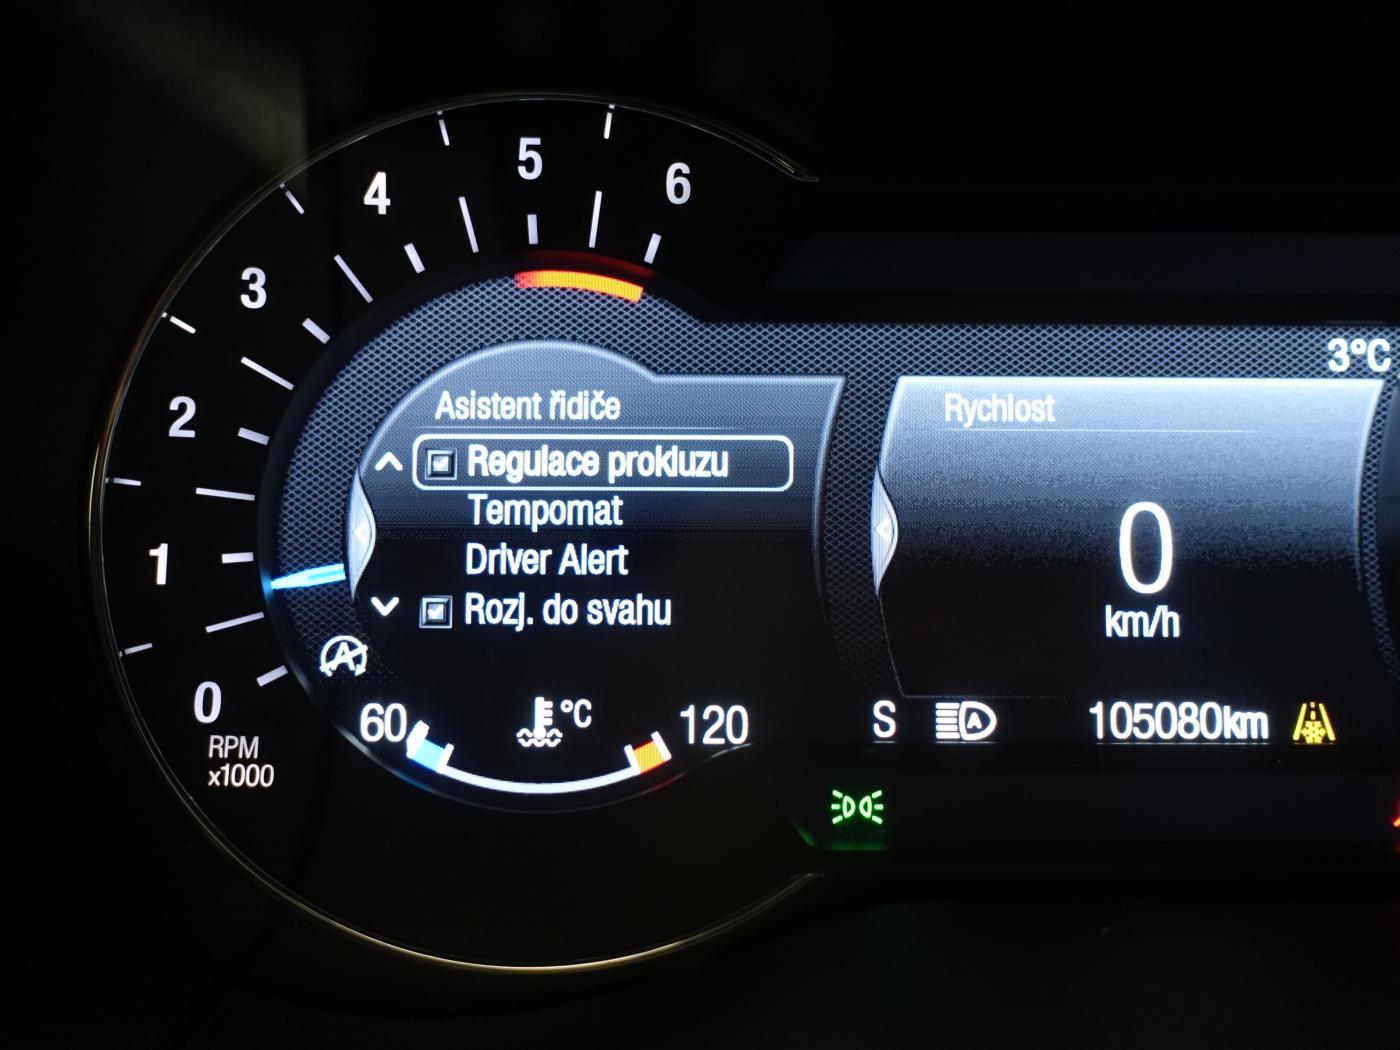 6
5
4
3
2
1
0
RPM
x1000
3°C
Asistent řidiče
Regulace prokluzu
Tempomat
Driver Alert
Rozj. do svahu
60
°C
120
Rychlost
0
km/h
S
A
105080km
A